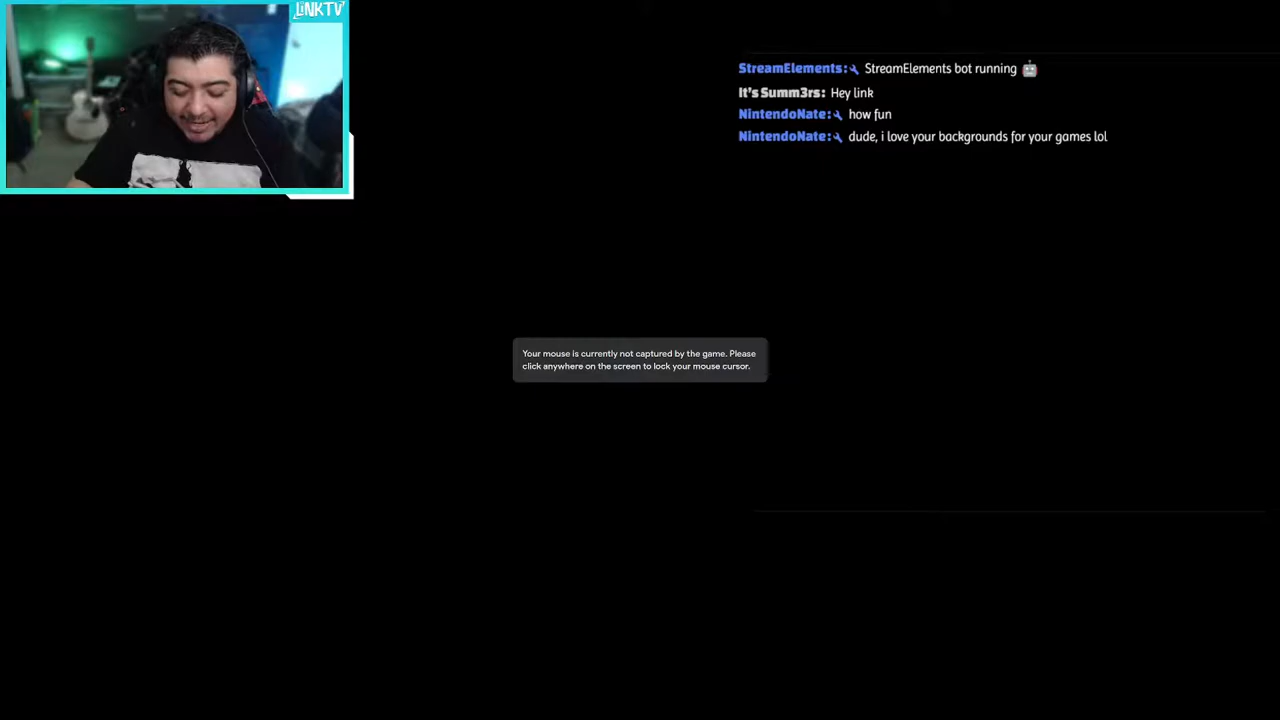 LiNKTV
StreamElements: StreamElements bot running
It's Summ3rs: Hey link
NintendoNate: how fun
NintendoNate: dude, i love your backgrounds for your games lol
Your mouse is currently not captured by the game. Please
click anywhere on the screen to lock your mouse cursor.